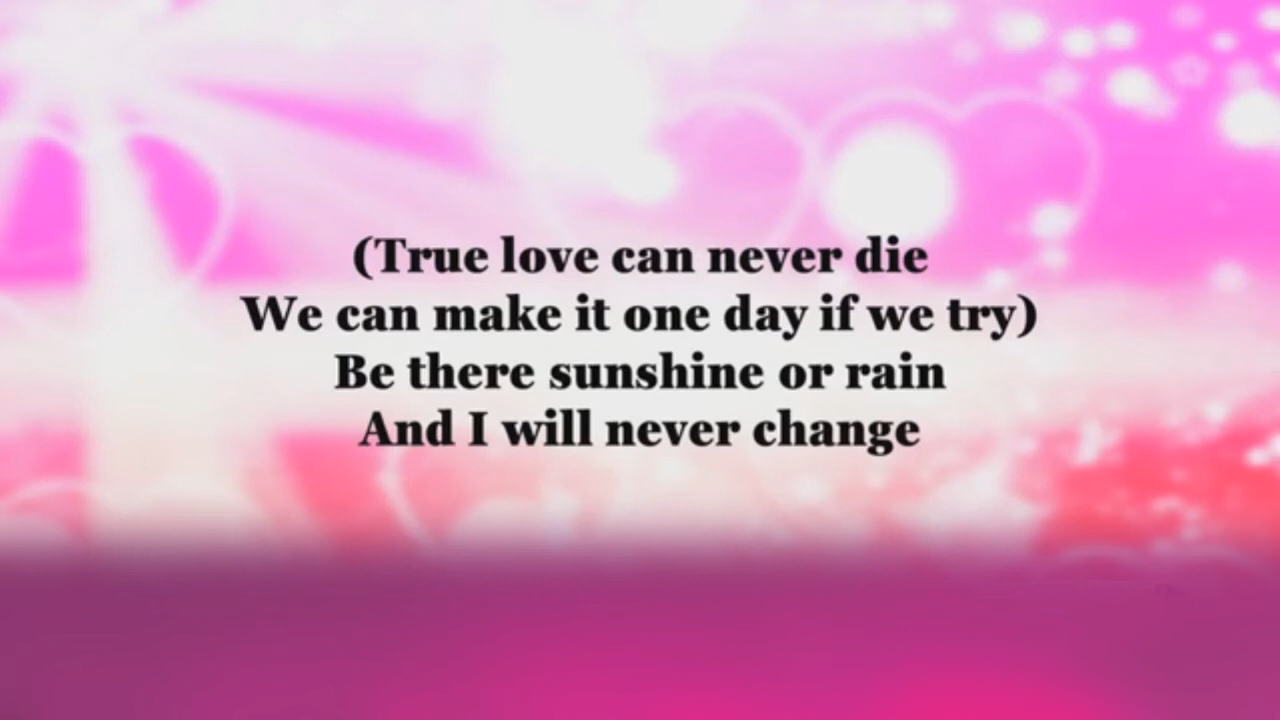 (True love can never die
We can make it one day if we try)
Be there sunshine or rain
And I will never change